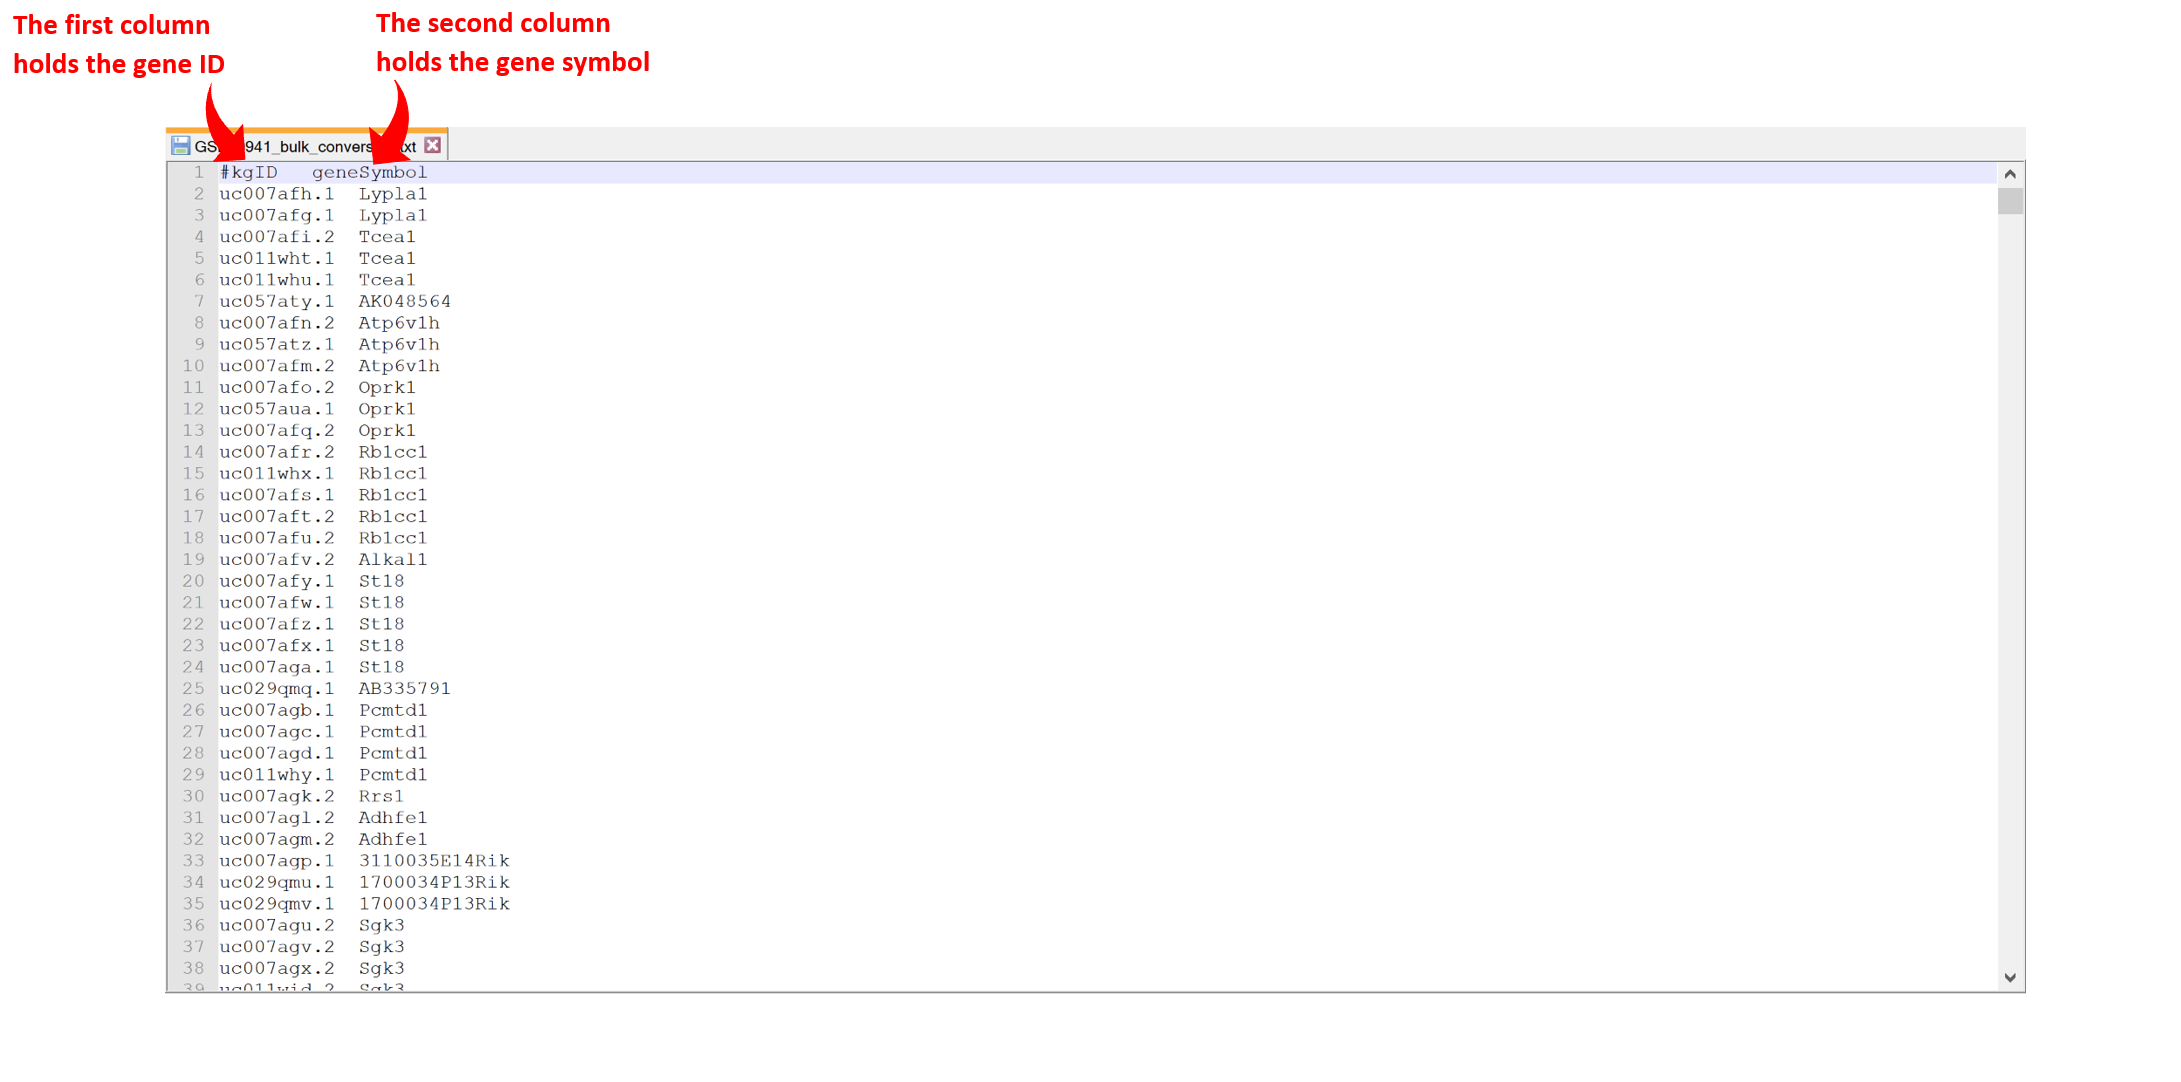 The first column
holds the gene ID
The second column
holds the gene symbol
941_bulk_convers txt
1 #kgID geneSymbol
2 uc007afh.1 Lypla1
3 uc007afg.1 Lypla1
4 uc007afi.2 Tcea1
5 uc011wht.1 Tcea1
6 uc011whu.1 Tcea1
7 uc057aty.1 AK048564
8 uc007afn.2 Atp6v1h
9 uc057atz.1 Atp6v1h
10 uc007afm.2 Atp6v1h
11 uc007afo.2 Oprk1
12 uc057aua.1 Oprk1
13 uc007afq.2 Oprk1
14 uc007afr.2 Rb1cc1
15 uc011whx.1 Rb1cc1
16 uc007afs.1 Rb1cc1
17 uc007aft.2 Rb1cc1
18 uc007afu.2 Rb1cc1
19 uc007afv.2 Alkal1
20 uc007afy.1 St18
21 uc007afw.1 St18
22 uc007afz.1 St18
23 uc007afx.1 St18
24 uc007aga.1 St18
25 uc029qmq.1 AB335791
26 uc007agb.1 Pcmtd1
27 uc007agc.1 Pcmtd1
28 uc007agd.1 Pcmtd1
29 uc011why.1 Pcmtd1
30 uc007agk.2 Rrs1
31 uc007agl.2 Adhfe1
32 uc007agm.2 Adhfe1
33 uc007agp.1 3110035E14Rik
34 uc029qmu.1 1700034P13Rik
35 uc029qmv.1 1700034P13Rik
36 uc007agu.2 Sgk3
37 uc007agv.2 Sgk3
38 uc007agx.2 Sgk3
39 Sgk3